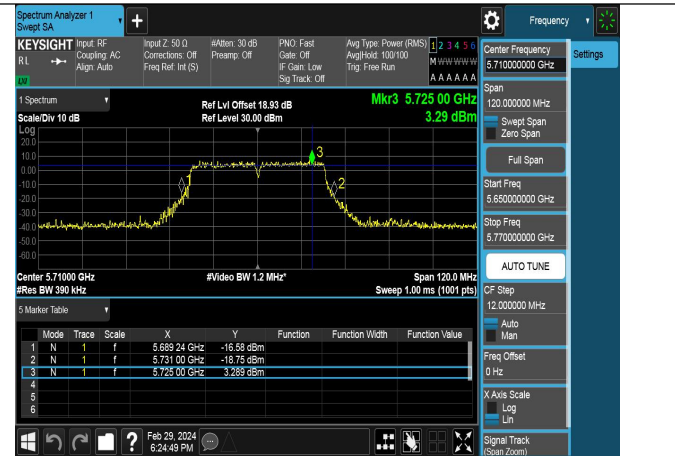 Spectrum Analyzer 1
Swept SA
Frequency
KEYSIGHT
RL
Input: RF
Coupling: AC
Align: Auto
Input Z: 50 Ω
Corrections: Off
Freq Ref: Int (S)
#Atten: 30 dB
Preamp: Off
PNO: Fast
Gate: Off
IF Gain: Low
Sig Track: Off
Avg Type: Power (RMS)
Avg|Hold: 100/100
Trig: Free Run
1 2 3 4 5 6
M W W W W W
A A A A A A
LXI
1 Spectrum
Scale/Div 10 dB
Ref Lvl Offset 18.93 dB
Ref Level 30.00 dBm
Mkr3 5.725 00 GHz
3.29 dBm
Log
20.0
10.0
0.00
-10.0
-20.0
-30.0
-40.0
-50.0
-60.0
1
2
3
Center 5.71000 GHz
#Res BW 390 kHz
#Video BW 1.2 MHz*
Span 120.0 MHz
Sweep 1.00 ms (1001 pts)
5 Marker Table
Mode Trace Scale X Y Function Function Width Function Value
1 N 1 f 5.689 24 GHz -16.58 dBm
2 N 1 f 5.731 00 GHz -18.75 dBm
3 N 1 f 5.725 00 GHz 3.289 dBm
4
5
6
Feb 29, 2024
6:24:49 PM
?
Settings
Center Frequency
5.710000000 GHz
Span
120.000000 MHz
Swept Span
Zero Span
Full Span
Start Freq
5.650000000 GHz
Stop Freq
5.770000000 GHz
AUTO TUNE
CF Step
12.000000 MHz
Auto
Man
Freq Offset
0 Hz
X Axis Scale
Log
Lin
Signal Track
(Span Zoom)